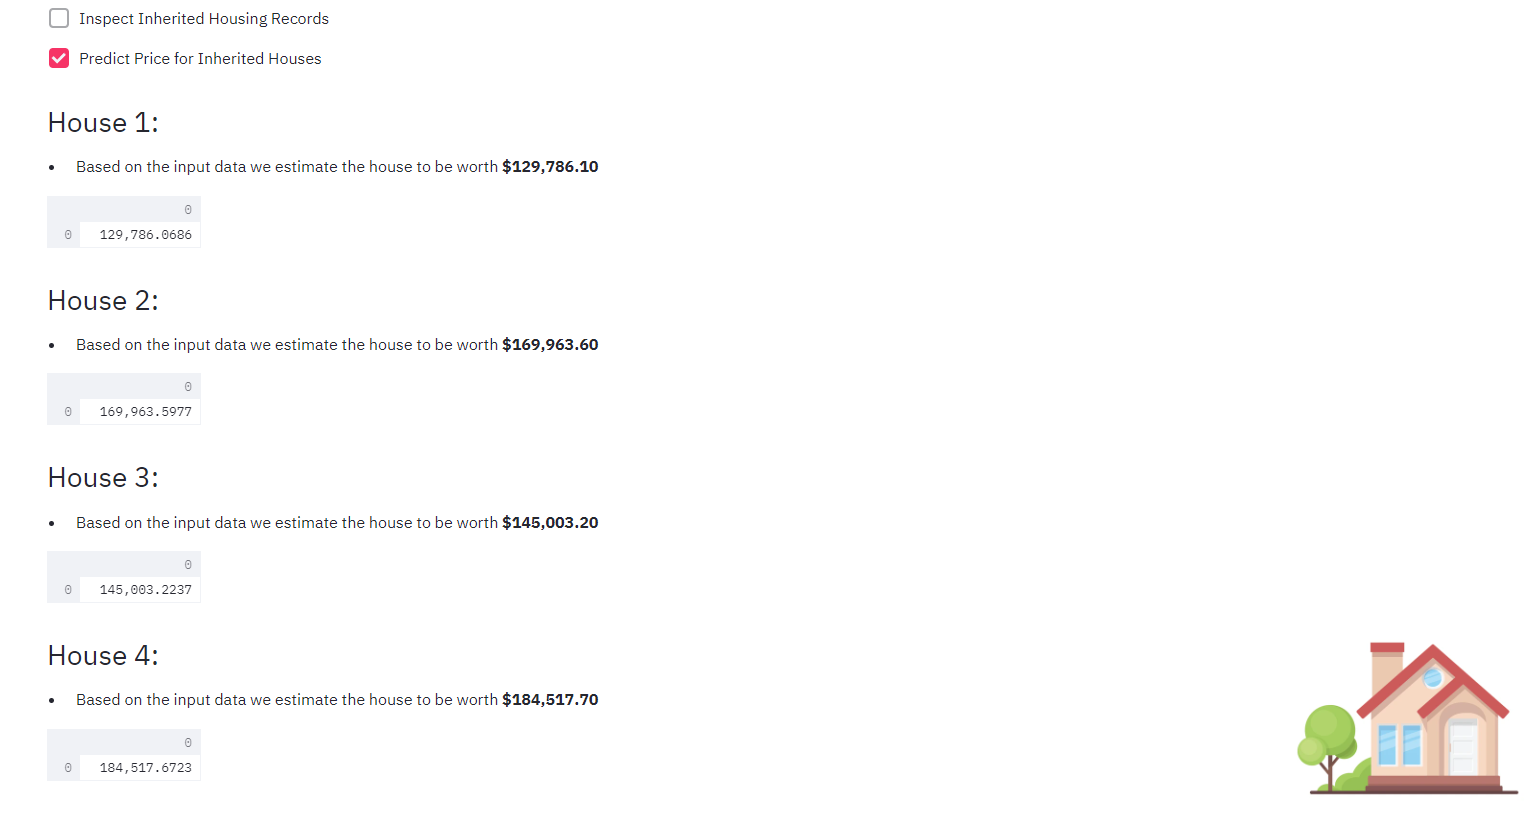 Inspect Inherited Housing Records
Predict Price for Inherited Houses
House 1:
• Based on the input data we estimate the house to be worth $129,786.10
0
0 129,786.0686
House 2:
• Based on the input data we estimate the house to be worth $169,963.60
0
0 169,963.5977
House 3:
• Based on the input data we estimate the house to be worth $145,003.20
0
0 145,003.2237
House 4:
• Based on the input data we estimate the house to be worth $184,517.70
0
0 184,517.6723